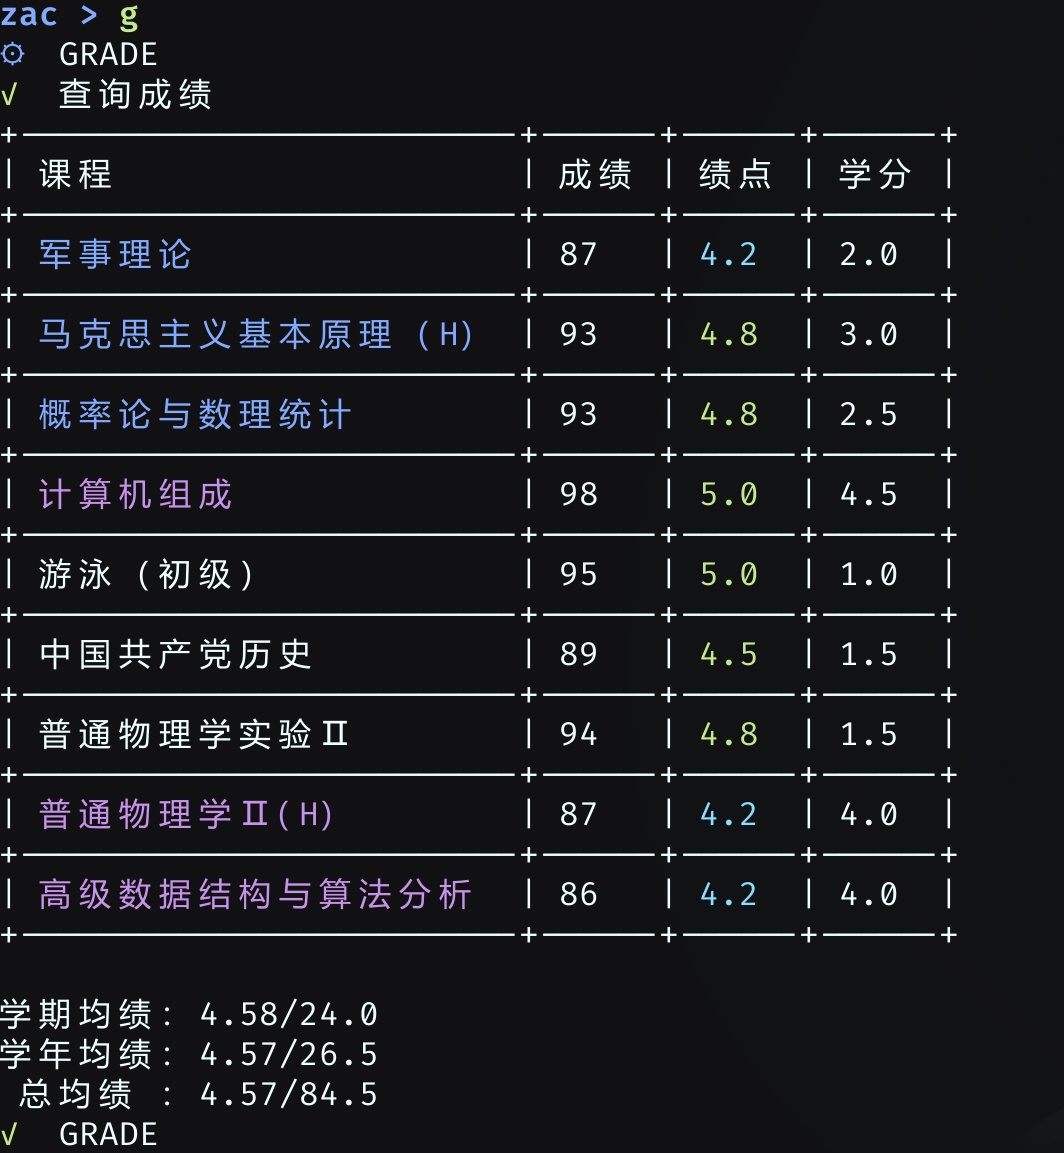 zac > g
⚙ GRADE
√ 查询成绩
课程 | 成绩 | 绩点 | 学分
军事理论 | 87 | 4.2 | 2.0
马克思主义基本原理（H） | 93 | 4.8 | 3.0
概率论与数理统计 | 93 | 4.8 | 2.5
计算机组成 | 98 | 5.0 | 4.5
游泳（初级） | 95 | 5.0 | 1.0
中国共产党历史 | 89 | 4.5 | 1.5
普通物理学实验Ⅱ | 94 | 4.8 | 1.5
普通物理学Ⅱ(H) | 87 | 4.2 | 4.0
高级数据结构与算法分析 | 86 | 4.2 | 4.0
学期均绩: 4.58/24.0
学年均绩: 4.57/26.5
总均绩 : 4.57/84.5
√ GRADE